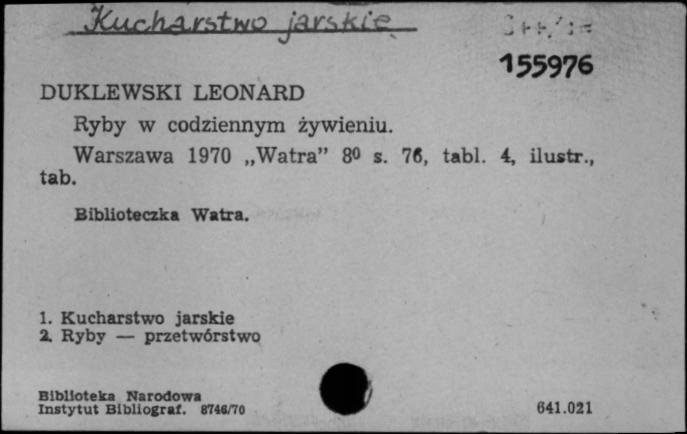 Kucharstwo jarskie
155976
DUKLEWSKI LEONARD
Ryby w codziennym żywieniu.
Warszawa 1970 „Watra” 8º s. 76, tabl. 4, ilustr.,
tab.
Biblioteczka Watra.
1. Kucharstwo jarskie
2. Ryby — przetwórstwo
Biblioteka Narodowa
Instytut Bibliograf. 8746/70
641.021